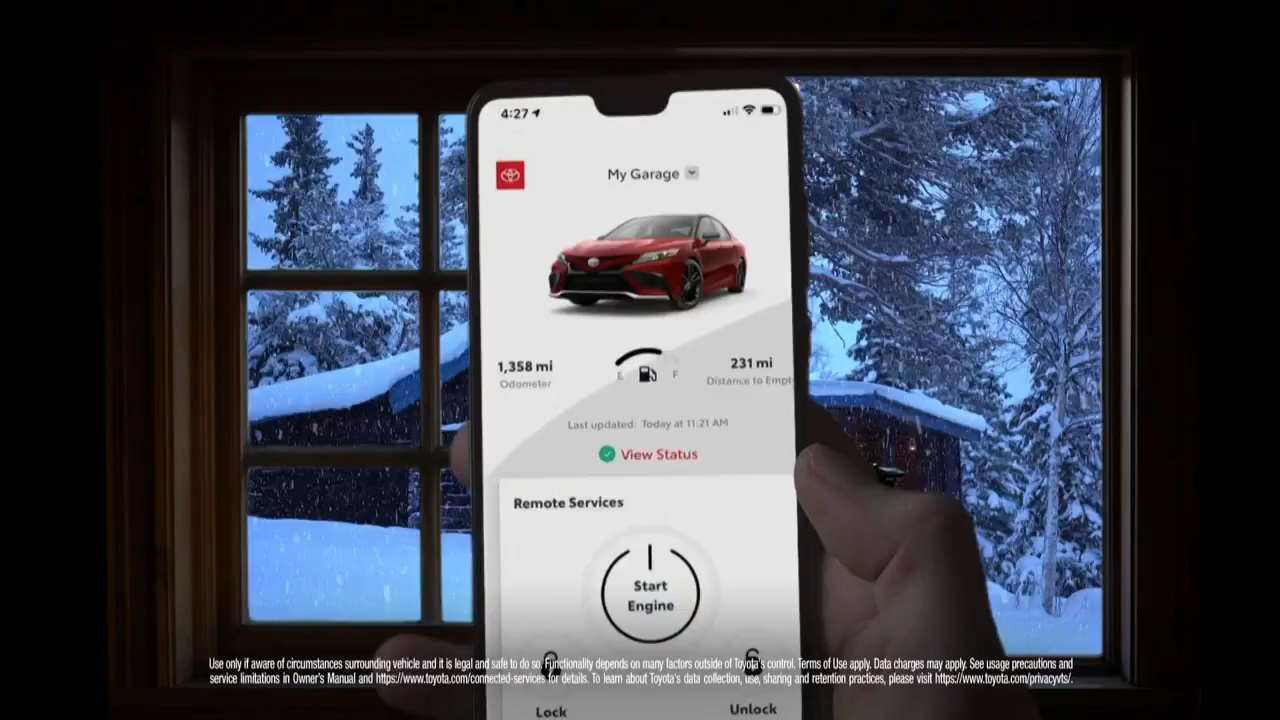 4:27
My Garage
1,358 mi
Odometer
E
F
231 mi
Distance to Empt
Last updated: Today at 11:21 AM
View Status
Remote Services
Start
Engine
Lock
Unlock
Use only if aware of circumstances surrounding vehicle and it is legal and safe to do so. Functionality depends on many factors outside of Toyota's control. Terms of Use apply. Data charges may apply. See usage precautions and
service limitations in Owner's Manual and https://www.toyota.com/connected-services for details. To learn about Toyota's data collection, use, sharing and retention practices, please visit https://www.toyota.com/privacyvts/.